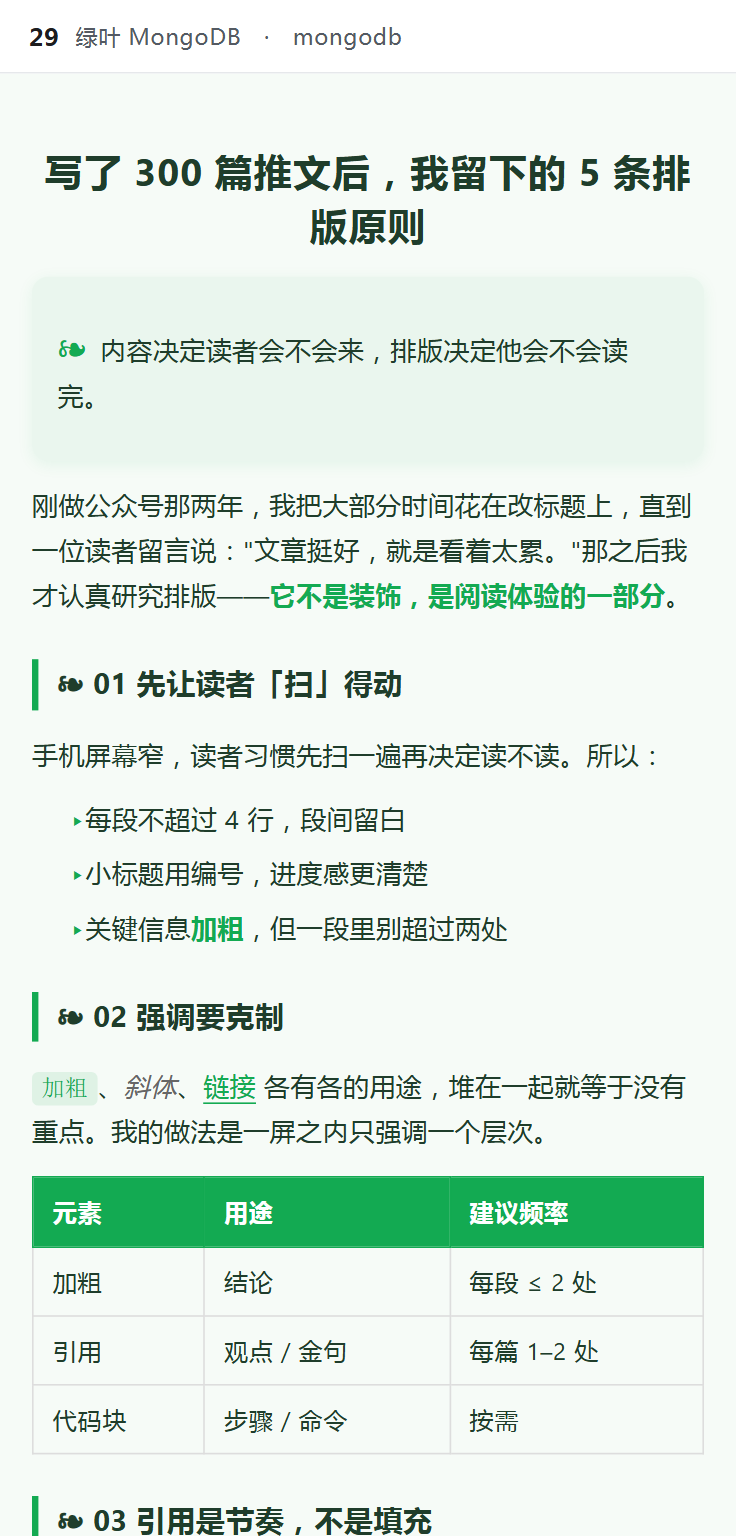 29 绿叶 MongoDB · mongodb
写了 300 篇推文后，我留下的 5 条排
版原则
❧ 内容决定读者会不会来，排版决定他会不会读
完。
刚做公众号那两年，我把大部分时间花在改标题上，直到
一位读者留言说："文章挺好，就是看着太累。"那之后我
才认真研究排版——它不是装饰，是阅读体验的一部分。
❧ 01 先让读者「扫」得动
手机屏幕窄，读者习惯先扫一遍再决定读不读。所以：
▸每段不超过 4 行，段间留白
▸小标题用编号，进度感更清楚
▸关键信息加粗，但一段里别超过两处
❧ 02 强调要克制
加粗、斜体、链接 各有各的用途，堆在一起就等于没有
重点。我的做法是一屏之内只强调一个层次。
元素 用途 建议频率
加粗 结论 每段 ≤ 2 处
引用 观点 / 金句 每篇 1–2 处
代码块 步骤 / 命令 按需
❧ 03 引用是节奏，不是填充